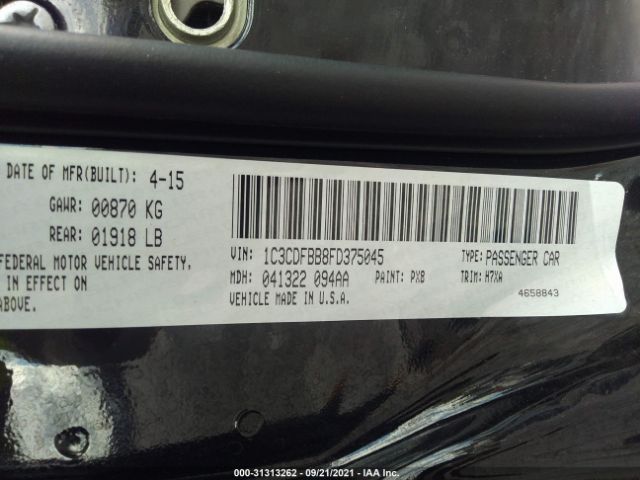 DATE OF MFR(BUILT): 4-15
GAWR: 00870 KG
REAR: 01918 LB
FEDERAL MOTOR VEHICLE SAFETY,
IN EFFECT ON
ABOVE.
VIN: 1C3CDFBB8FD375045
TYPE: PASSENGER CAR
MDH: 041322 094AA
PAINT: PXB
TRIM: H7XA
VEHICLE MADE IN U.S.A.
4658843
000-31313262 - 09/21/2021 - IAA Inc.